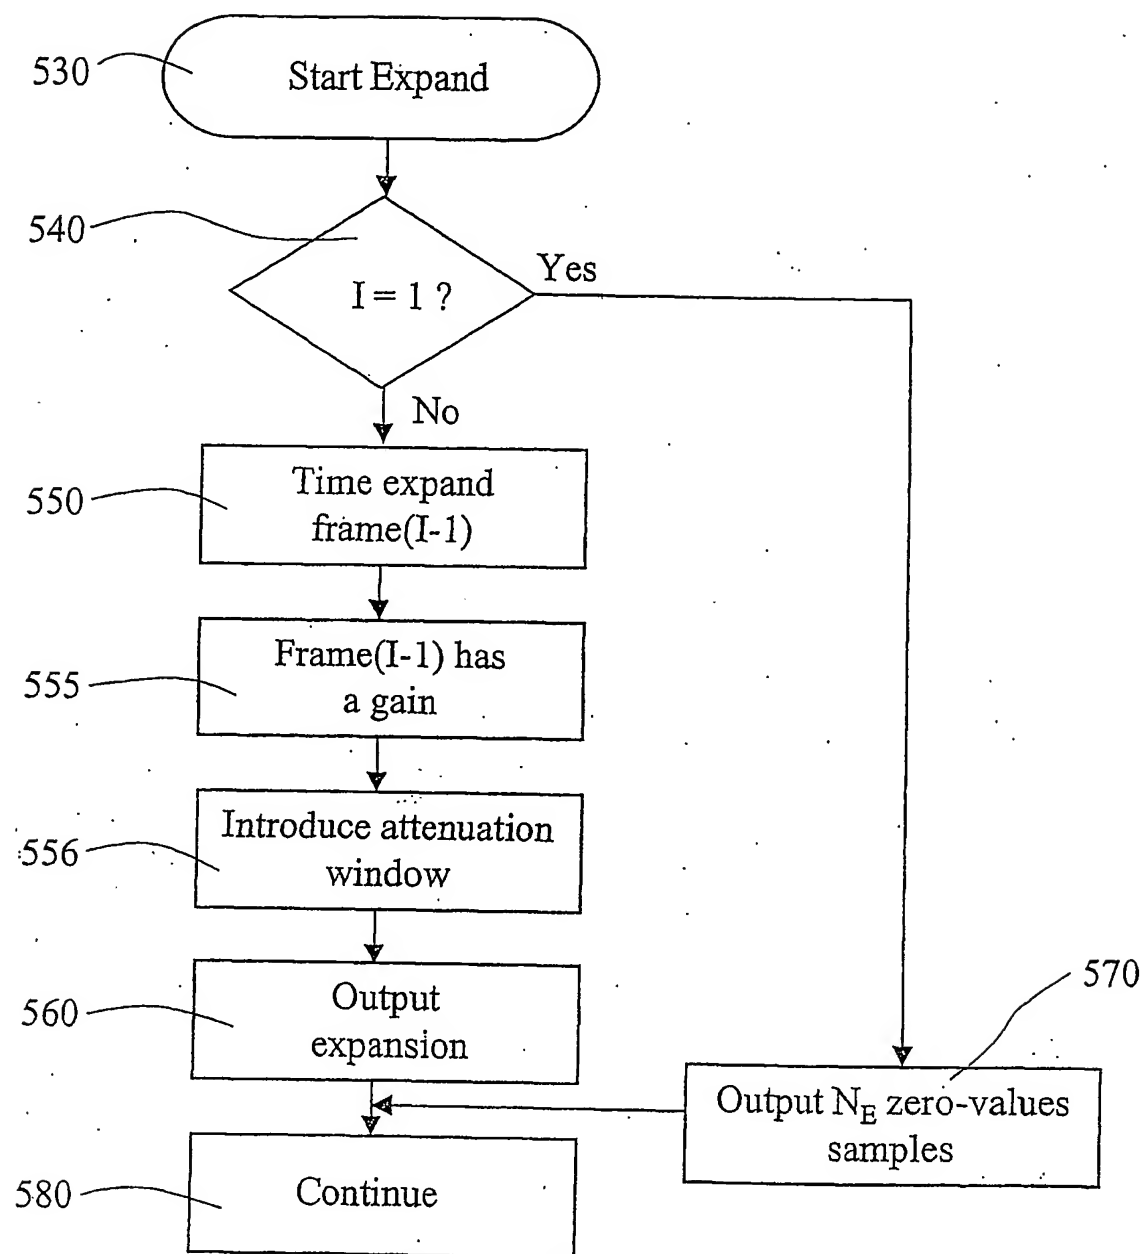 530
Start Expand
540
I = 1 ?
Yes
No
550
Time expand
frame(I-1)
555
Frame(I-1) has
a gain
556
Introduce attenuation
window
560
Output
expansion
570
Output N_E zero-values
samples
580
Continue